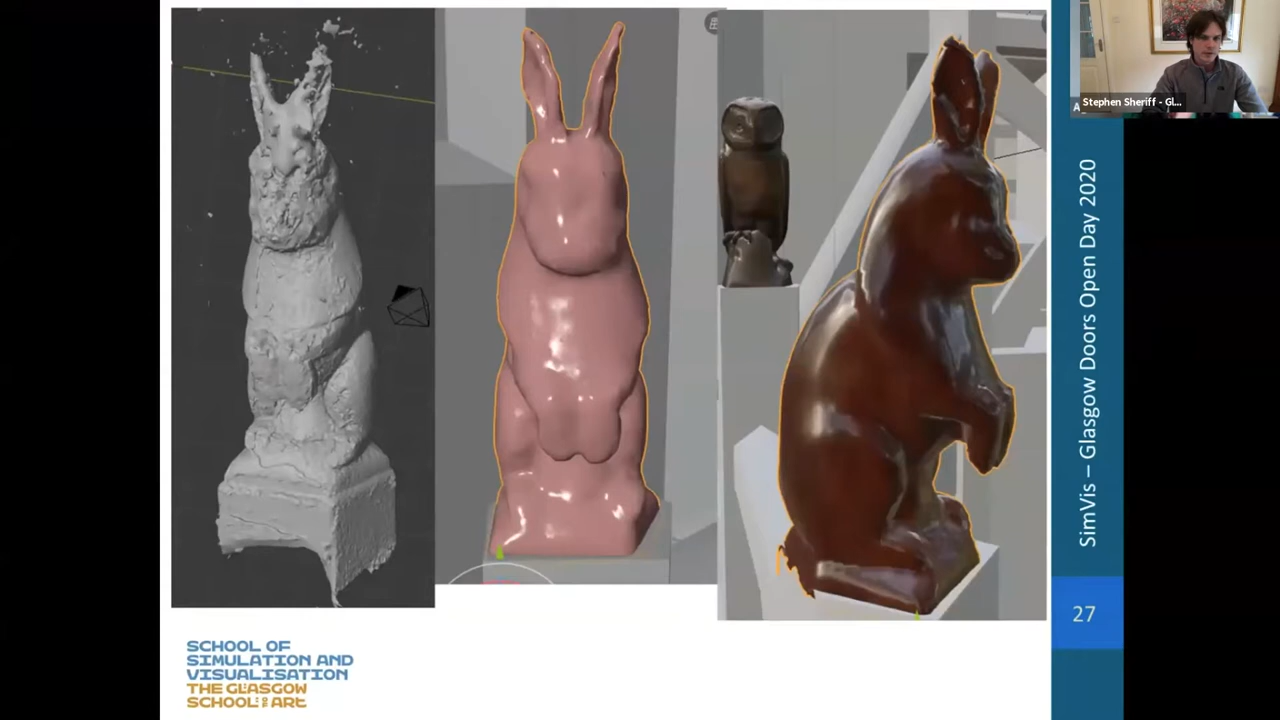 Stephen Sheriff - Gl...
A
SimVis – Glasgow Doors Open Day 2020
27
SCHOOL OF
SIMULATION AND
VISUALISATION
THE GLASGOW
SCHOOL OF ART